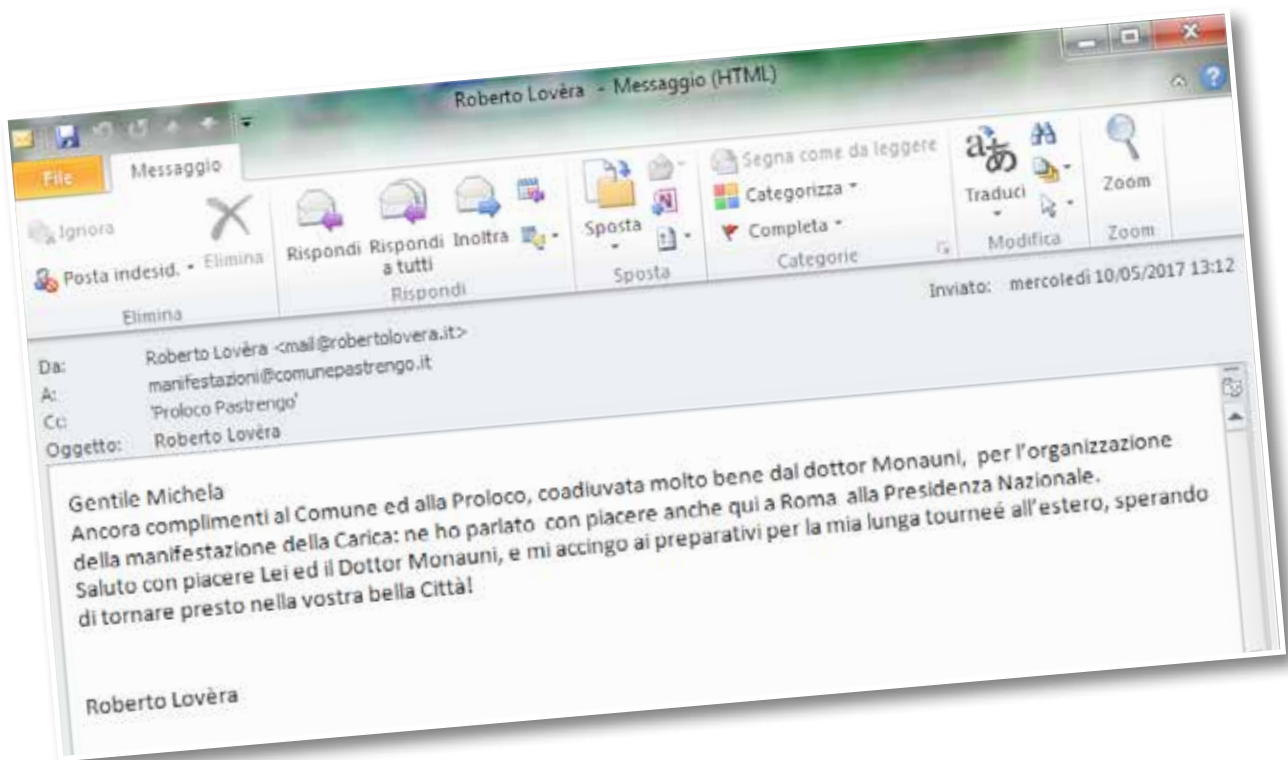 Roberto Lovèra - Messaggio (HTML)
File Messaggio
Ignora
Elimina
Posta indesid.
Elimina
Rispondi Rispondi a tutti Inoltra
Rispondi
Sposta
Sposta
Segna come da leggere
Categorizza
Completa
Categorie
Traduci
Modifica
Zoom
Zoom
Inviato: mercoledì 10/05/2017 13:12
Da: Roberto Lovèra <mail@robertolovera.it>
A: manifestazioni@comunepastrengo.it
Cc: 'Proloco Pastrengo'
Oggetto: Roberto Lovèra
Gentile Michela
Ancora complimenti al Comune ed alla Proloco, coadiuvata molto bene dal dottor Monauni, per l'organizzazione
della manifestazione della Carica: ne ho parlato con piacere anche qui a Roma alla Presidenza Nazionale.
Saluto con piacere Lei ed il Dottor Monauni, e mi accingo ai preparativi per la mia lunga tourneé all'estero, sperando
di tornare presto nella vostra bella Città!
Roberto Lovèra